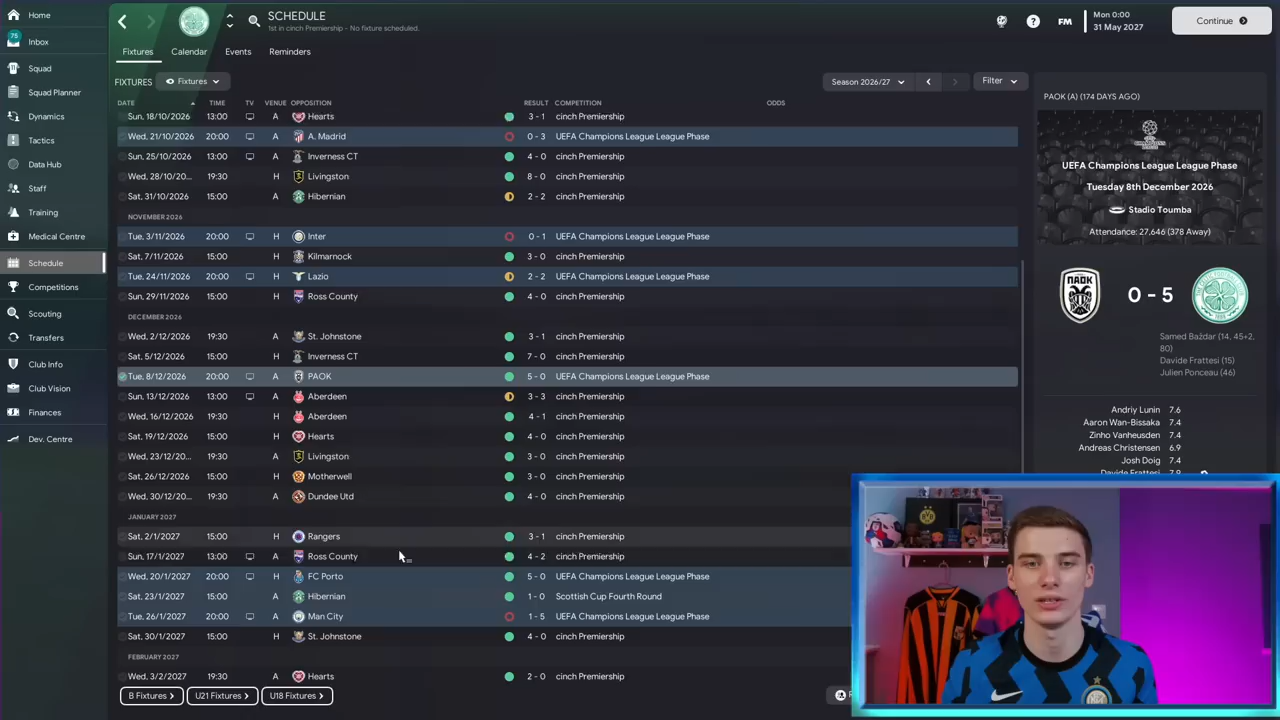 Home
Inbox
75
Squad
Squad Planner
Dynamics
Tactics
Data Hub
Staff
Training
Medical Centre
Schedule
Competitions
Scouting
Transfers
Club Info
Club Vision
Finances
Dev. Centre
SCHEDULE
1st in cinch Premiership - No fixture scheduled.
FM
Mon 0:00
31 May 2027
Continue
Fixtures Calendar Events Reminders
FIXTURES Fixtures Season 2026/27 Filter
DATE TIME TV VENUE OPPOSITION RESULT COMPETITION ODDS
Sun, 18/10/2026 13:00 A Hearts 3 - 1 cinch Premiership
Wed, 21/10/2026 20:00 A A. Madrid 0 - 3 UEFA Champions League League Phase
Sun, 25/10/2026 13:00 A Inverness CT 4 - 0 cinch Premiership
Wed, 28/10/20... 19:30 H Livingston 8 - 0 cinch Premiership
Sat, 31/10/2026 15:00 A Hibernian 2 - 2 cinch Premiership
NOVEMBER 2026
Tue, 3/11/2026 20:00 H Inter 0 - 1 UEFA Champions League League Phase
Sat, 7/11/2026 15:00 H Kilmarnock 3 - 0 cinch Premiership
Tue, 24/11/2026 20:00 H Lazio 2 - 2 UEFA Champions League League Phase
Sun, 29/11/2026 15:00 H Ross County 4 - 0 cinch Premiership
DECEMBER 2026
Wed, 2/12/2026 19:30 A St. Johnstone 3 - 1 cinch Premiership
Sat, 5/12/2026 15:00 H Inverness CT 7 - 0 cinch Premiership
Tue, 8/12/2026 20:00 A PAOK 5 - 0 UEFA Champions League League Phase
Sun, 13/12/2026 13:00 A Aberdeen 3 - 3 cinch Premiership
Wed, 16/12/2026 19:30 H Aberdeen 4 - 1 cinch Premiership
Sat, 19/12/2026 15:00 H Hearts 4 - 0 cinch Premiership
Wed, 23/12/20... 19:30 A Livingston 3 - 0 cinch Premiership
Sat, 26/12/2026 15:00 H Motherwell 3 - 0 cinch Premiership
Wed, 30/12/20... 19:30 A Dundee Utd 4 - 0 cinch Premiership
JANUARY 2027
Sat, 2/1/2027 15:00 H Rangers 3 - 1 cinch Premiership
Sun, 17/1/2027 13:00 A Ross County 4 - 2 cinch Premiership
Wed, 20/1/2027 20:00 H FC Porto 5 - 0 UEFA Champions League League Phase
Sat, 23/1/2027 15:00 A Hibernian 1 - 0 Scottish Cup Fourth Round
Tue, 26/1/2027 20:00 A Man City 1 - 5 UEFA Champions League League Phase
Sat, 30/1/2027 15:00 H St. Johnstone 4 - 0 cinch Premiership
FEBRUARY 2027
Wed, 3/2/2027 19:30 A Hearts 2 - 0 cinch Premiership
B Fixtures > U21 Fixtures > U18 Fixtures >
PAOK (A) (174 DAYS AGO)
UEFA Champions League League Phase
Tuesday 8th December 2026
Stadio Toumba
Attendance: 27,646 (378 Away)
0 - 5
Samed Baždar (14, 45+2,
80)
Davide Frattesi (15)
Julien Ponceau (46)
Andriy Lunin 7.6
Aaron Wan-Bissaka 7.4
Zinho Vanheusden 7.4
Andreas Christensen 6.9
Josh Doig 7.4
Davide Frattesi 7.9